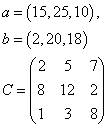 a = (15,25,10),
b = (2,20,18)
C = ( 2 5 7
8 12 2
1 3 8 )